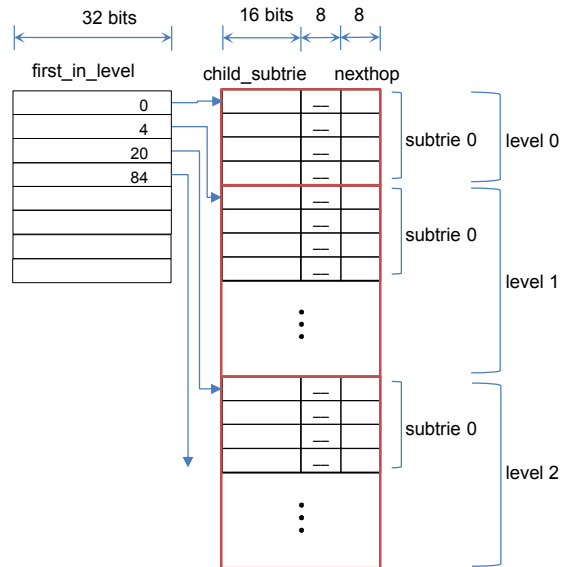 32 bits
16 bits
8
8
first_in_level
child_subtrie
nexthop
0
4
20
84
subtrie 0
level 0
subtrie 0
level 1
subtrie 0
level 2